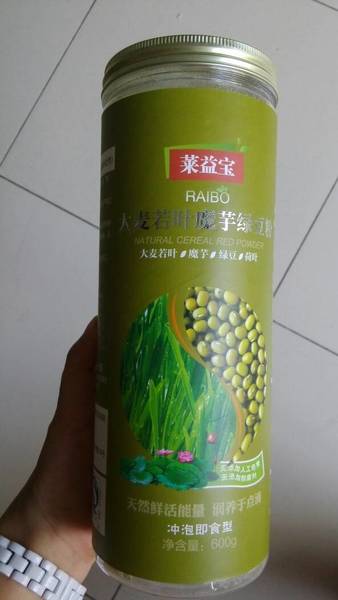 莱益宝
RAIBO
大麦若叶魔芋绿豆粉
NATURAL CEREAL RED POWDER
大麦若叶 魔芋 绿豆 荷叶
天然鲜活能量 润养于点滴
冲泡即食型
净含量:600g